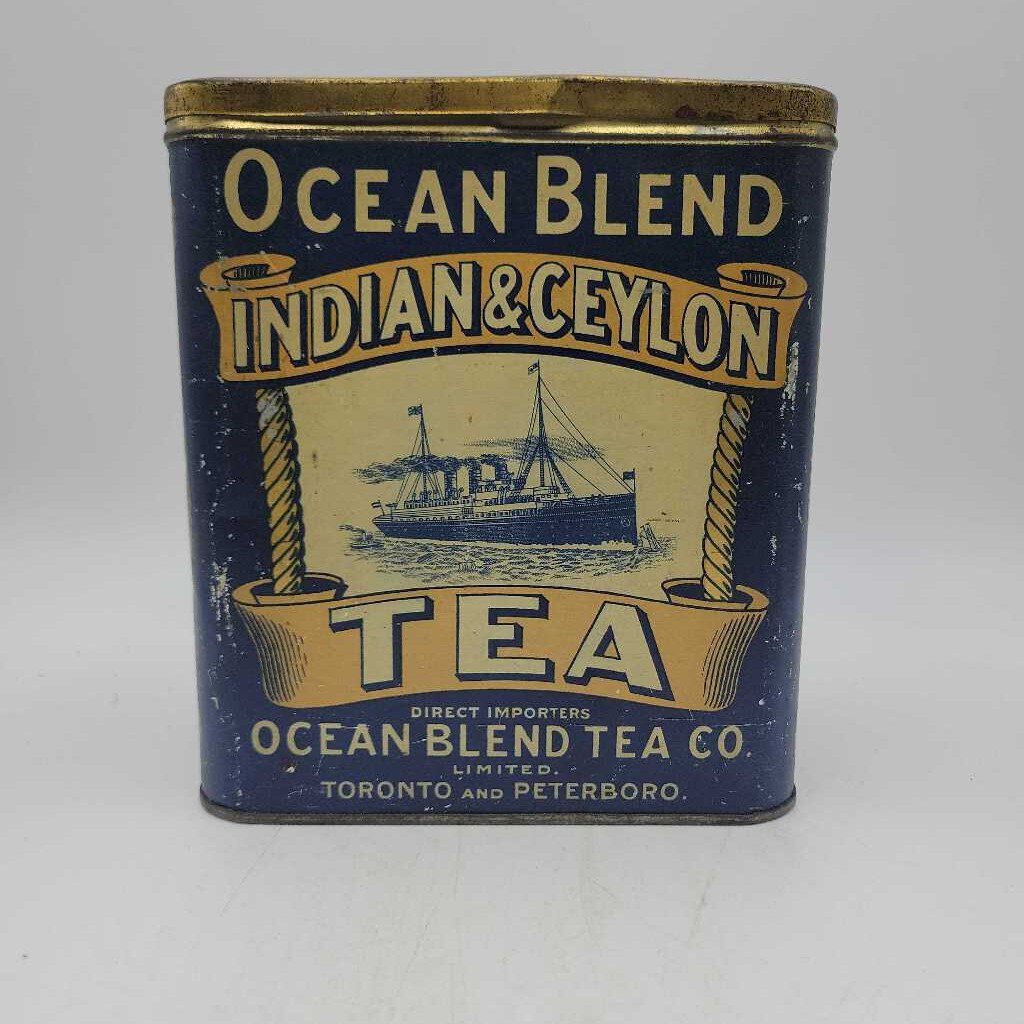 OCEAN BLEND
INDIAN & CEYLON
TEA
DIRECT IMPORTERS
OCEAN BLEND TEA CO.
LIMITED.
TORONTO AND PETERBORO.